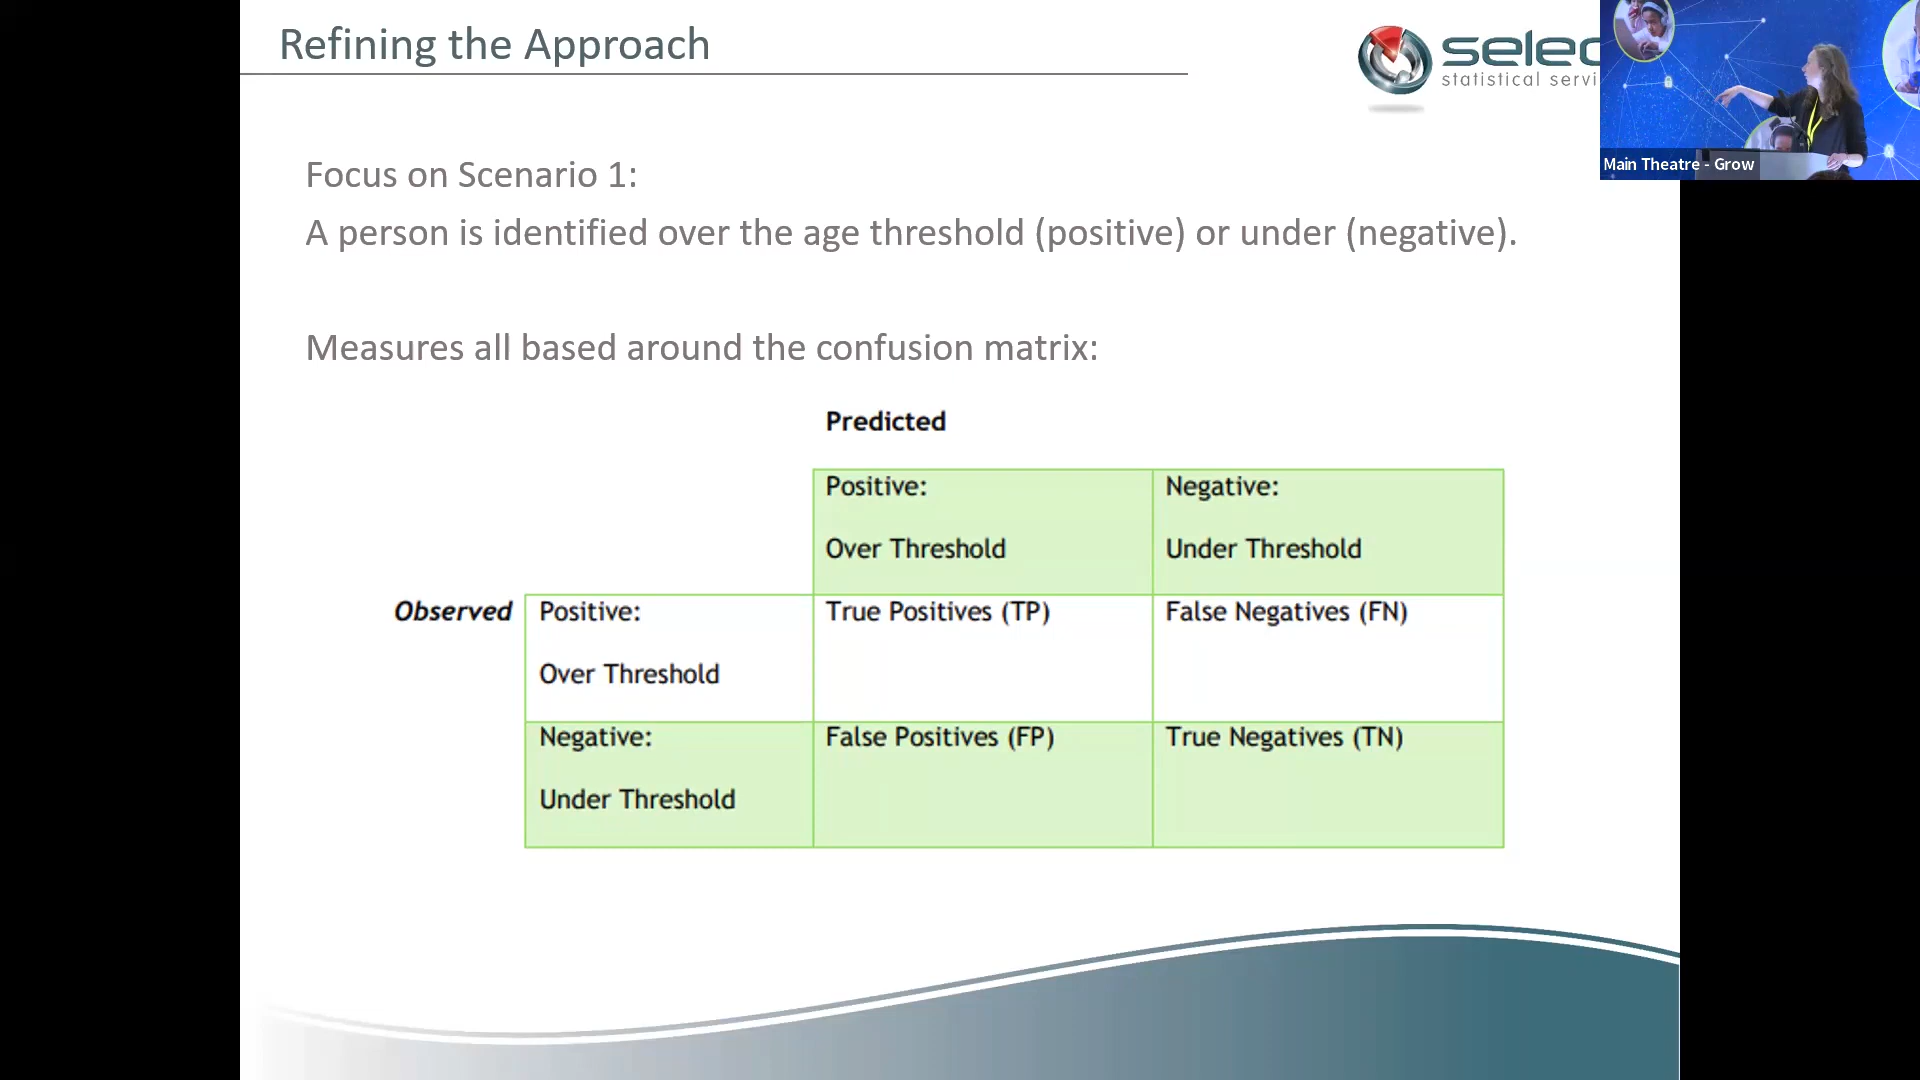 Refining the Approach
selec
statistical servi
Main Theatre - Grow
Focus on Scenario 1:
A person is identified over the age threshold (positive) or under (negative).
Measures all based around the confusion matrix:
Predicted
Positive:
Over Threshold
Negative:
Under Threshold
Observed
Positive:
Over Threshold
True Positives (TP)
False Negatives (FN)
Negative:
Under Threshold
False Positives (FP)
True Negatives (TN)